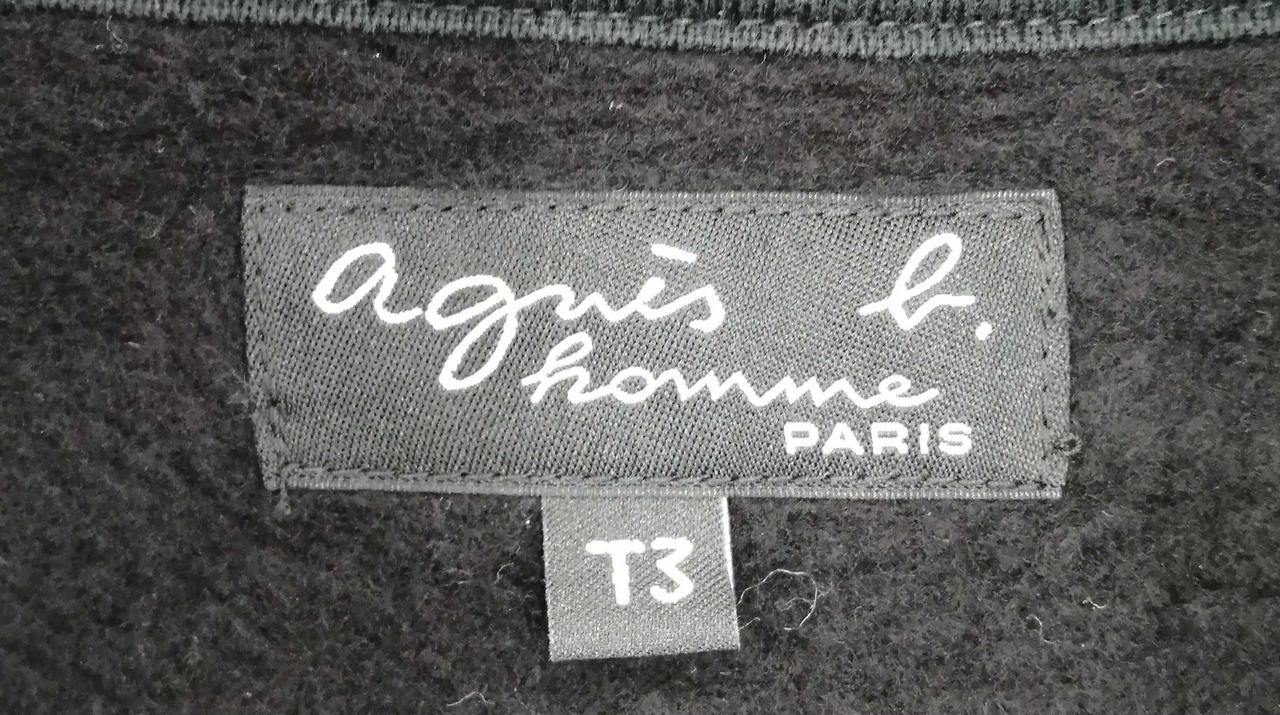 agnès b.
homme
PARIS
T3